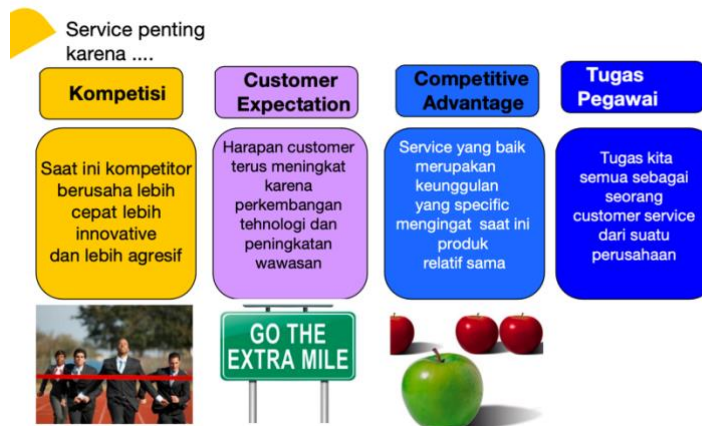 Service penting
karena ....
Kompetisi
Saat ini kompetitor
berusaha lebih
cepat lebih
innovative
dan lebih agresif
Customer
Expectation
Harapan customer
terus meningkat
karena
perkembangan
tehnologi dan
peningkatan
wawasan
GO THE
EXTRA MILE
Competitive
Advantage
Service yang baik
merupakan
keunggulan
yang specific
mengingat saat ini
produk
relatif sama
Tugas
Pegawai
Tugas kita
semua sebagai
seorang
customer service
dari suatu
perusahaan